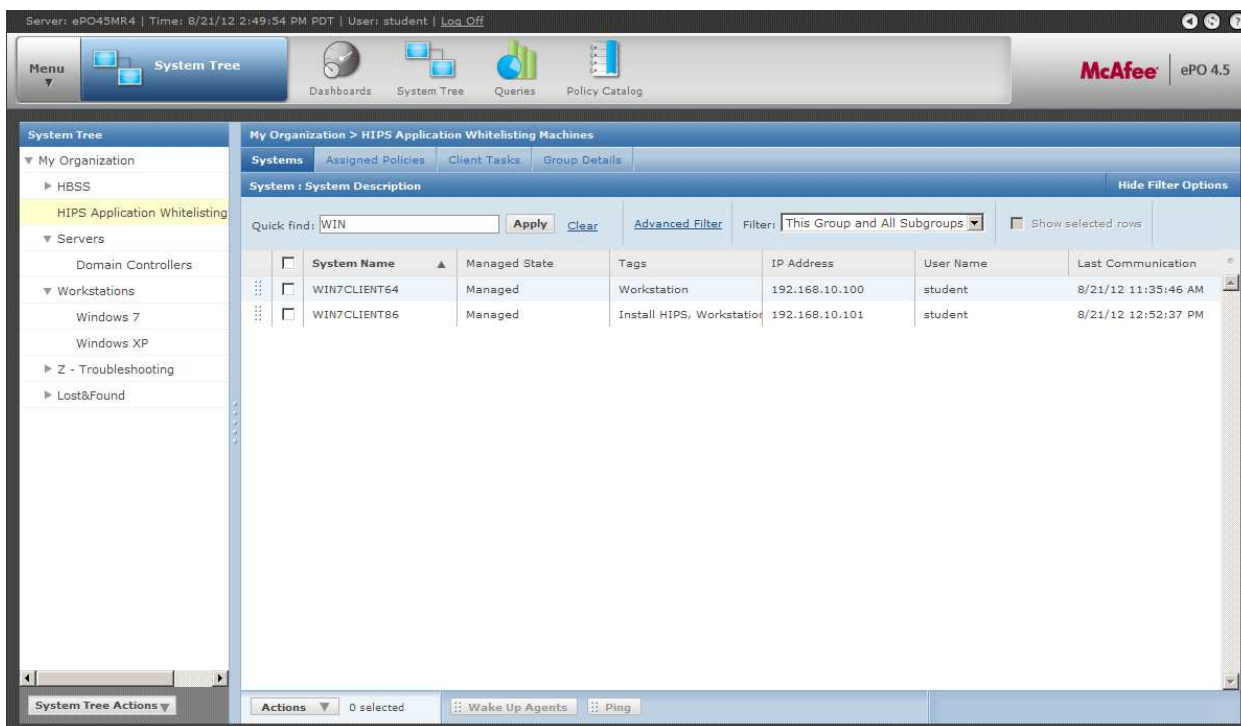 Server: ePO45MR4 | Time: 8/21/12 2:49:54 PM PDT | User: student | Log Off
Menu
System Tree
Dashboards
System Tree
Queries
Policy Catalog
McAfee
ePO 4.5
System Tree
My Organization
HBSS
HIPS Application Whitelisting
Servers
Domain Controllers
Workstations
Windows 7
Windows XP
Z - Troubleshooting
Lost&Found
System Tree Actions
My Organization > HIPS Application Whitelisting Machines
Systems Assigned Policies Client Tasks Group Details
System : System Description Hide Filter Options
Quick find: WIN Apply Clear Advanced Filter Filter: This Group and All Subgroups Show selected rows
System Name Managed State Tags IP Address User Name Last Communication
WIN7CLIENT64 Managed Workstation 192.168.10.100 student 8/21/12 11:35:46 AM
WIN7CLIENT86 Managed Install HIPS, Workstation 192.168.10.101 student 8/21/12 12:52:37 PM
Actions 0 selected Wake Up Agents Ping